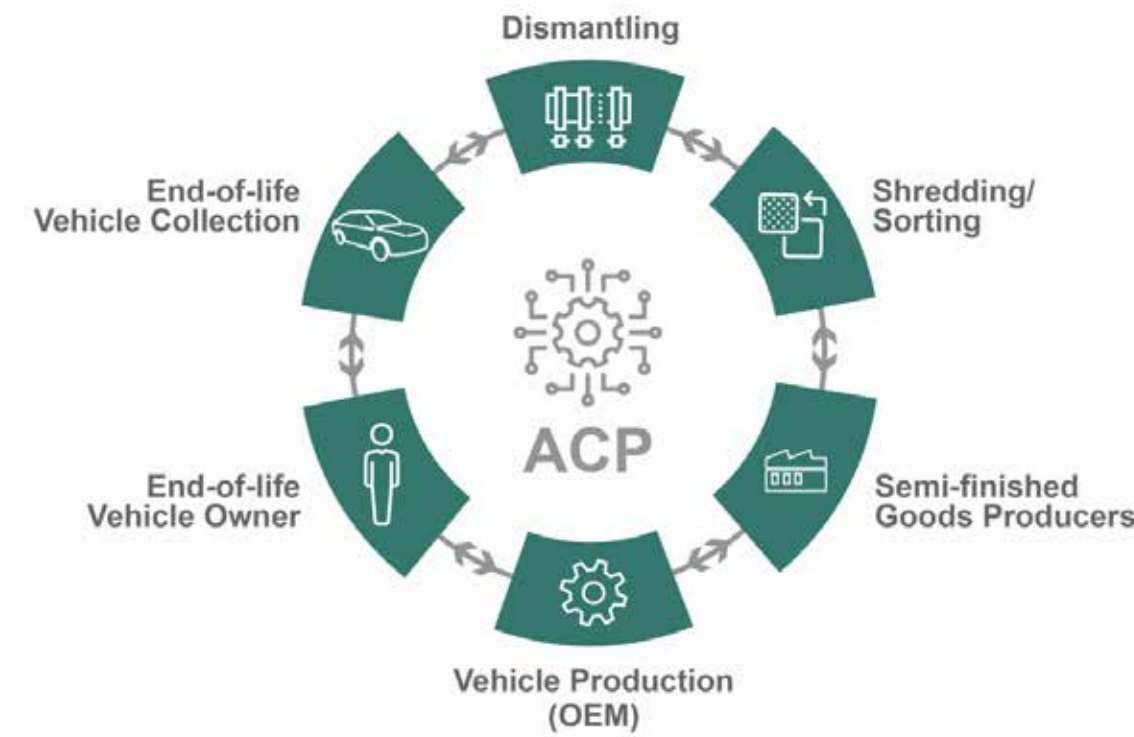 Dismantling
End-of-life
Vehicle Collection
Shredding/
Sorting
ACP
End-of-life
Vehicle Owner
Semi-finished
Goods Producers
Vehicle Production
(OEM)